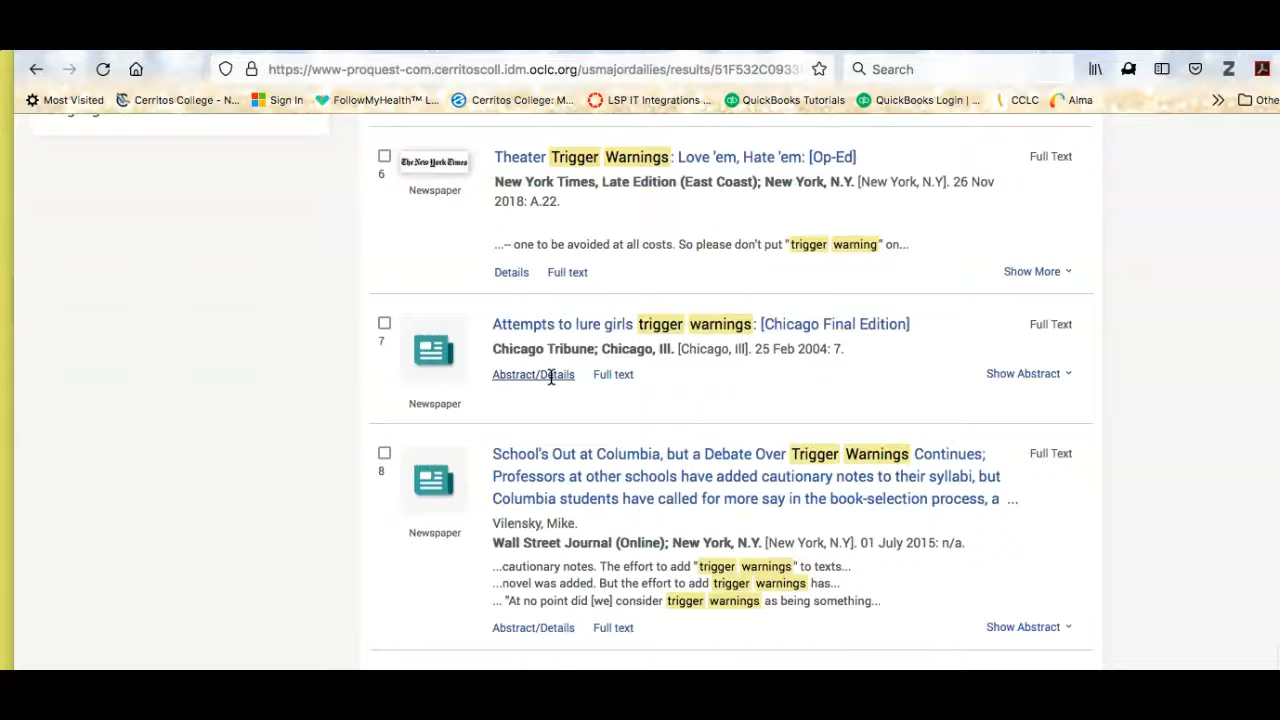 https://www-proquest-com.cerritoscoll.idm.oclc.org/usmajordailies/results/51F532C0933
Search
Z
Most Visited
Cerritos College - N...
Sign In
FollowMyHealth™ L...
Cerritos College: M...
LSP IT Integrations ...
QuickBooks Tutorials
QuickBooks Login | ...
CCLC
Alma
Othe
6
The New York Times
Newspaper
Theater Trigger Warnings: Love 'em, Hate 'em: [Op-Ed]
Full Text
New York Times, Late Edition (East Coast); New York, N.Y. [New York, N.Y]. 26 Nov
2018: A.22.
...-- one to be avoided at all costs. So please don't put "trigger warning" on...
Details Full text
Show More
7
Newspaper
Attempts to lure girls trigger warnings: [Chicago Final Edition]
Full Text
Chicago Tribune; Chicago, Ill. [Chicago, Ill]. 25 Feb 2004: 7.
Abstract/Details Full text
Show Abstract
8
Newspaper
School's Out at Columbia, but a Debate Over Trigger Warnings Continues;
Full Text
Professors at other schools have added cautionary notes to their syllabi, but
Columbia students have called for more say in the book-selection process, a ...
Vilensky, Mike.
Wall Street Journal (Online); New York, N.Y. [New York, N.Y]. 01 July 2015: n/a.
...cautionary notes. The effort to add "trigger warnings" to texts...
...novel was added. But the effort to add trigger warnings has...
... "At no point did [we] consider trigger warnings as being something...
Abstract/Details Full text
Show Abstract